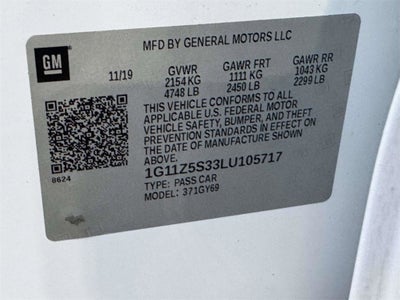 GM
MFD BY GENERAL MOTORS LLC
11/19 GVWR GAWR FRT GAWR RR
2154 KG 1111 KG 1043 KG
4748 LB 2450 LB 2299 LB
THIS VEHICLE CONFORMS TO ALL
APPLICABLE U.S. FEDERAL MOTOR
VEHICLE SAFETY, BUMPER, AND THEFT
PREVENTION STANDARDS IN EFFECT ON THE
DATE OF MANUFACTURE SHOWN ABOVE.
1G11Z5S33LU105717
8624 TYPE: PASS CAR
MODEL: 371GY69